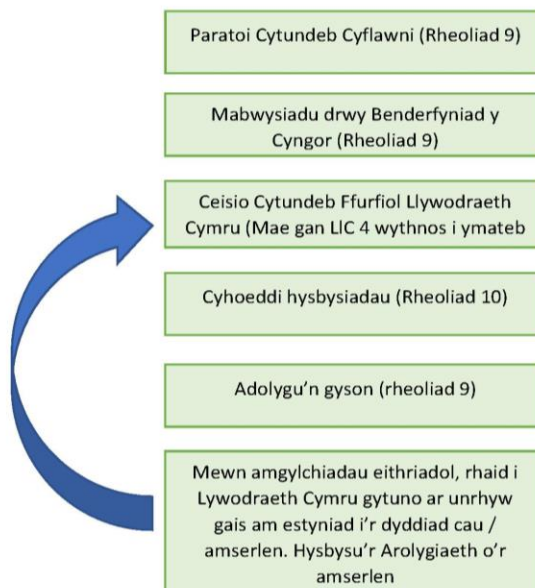 Paratoi Cytundeb Cyflawni (Rheoliad 9)
Mabwysiadu drwy Benderfyniad y
Cyngor (Rheoliad 9)
Ceisio Cytundeb Ffurfiol Llywodraeth
Cymru (Mae gan LlC 4 wythnos i ymateb
Cyhoeddi hysbysiadau (Rheoliad 10)
Adolygu'n gyson (rheoliad 9)
Mewn amgylchiadau eithriadol, rhaid i
Lywodraeth Cymru gytuno ar unrhyw
gais am estyniad i'r dyddiad cau /
amserlen. Hysbysu'r Arolygiaeth o'r
amserlen